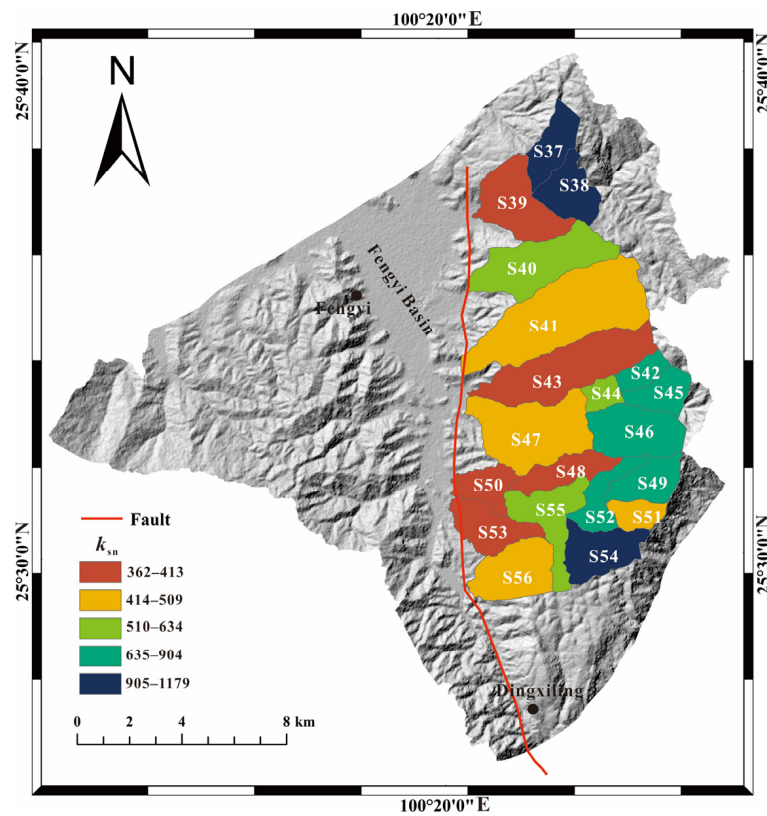 100°20'0"E
25°40'0"N
25°40'0"N
N
S37
S38
S39
S40
Fengyi Basin
Fengyi
S41
S42
S43
S44
S45
S46
S47
S48
S49
S50
S55
S52
S51
S53
S54
S56
25°30'0"N
25°30'0"N
Fault
ksn
362–413
414–509
510–634
635–904
905–1179
Dingxiling
0 2 4 8 km
100°20'0"E